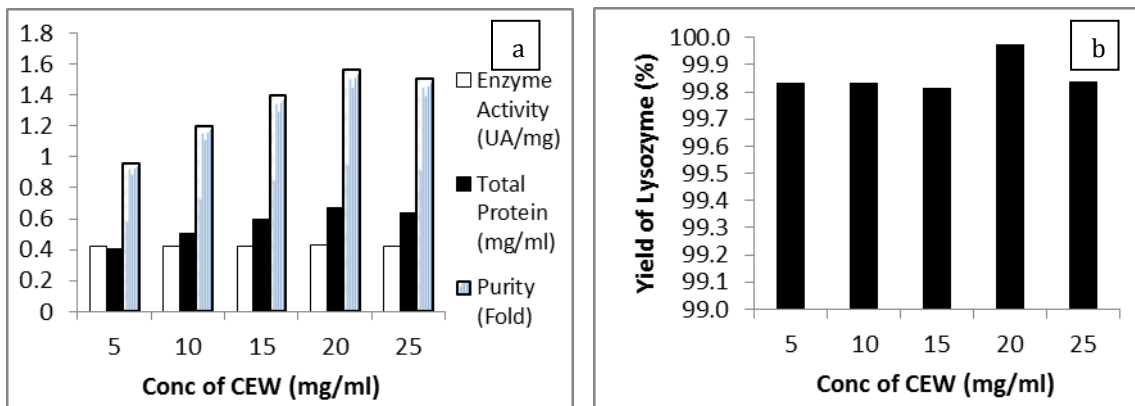 a
1.8
1.6
1.4
1.2
1
0.8
0.6
0.4
0.2
0
5 10 15 20 25
Conc of CEW (mg/ml)
Enzyme
Activity
(UA/mg)
Total
Protein
(mg/ml)
Purity
(Fold)
b
Yield of Lysozyme (%)
100.0
99.9
99.8
99.7
99.6
99.5
99.4
99.3
99.2
99.1
99.0
5 10 15 20 25
Conc of CEW (mg/ml)